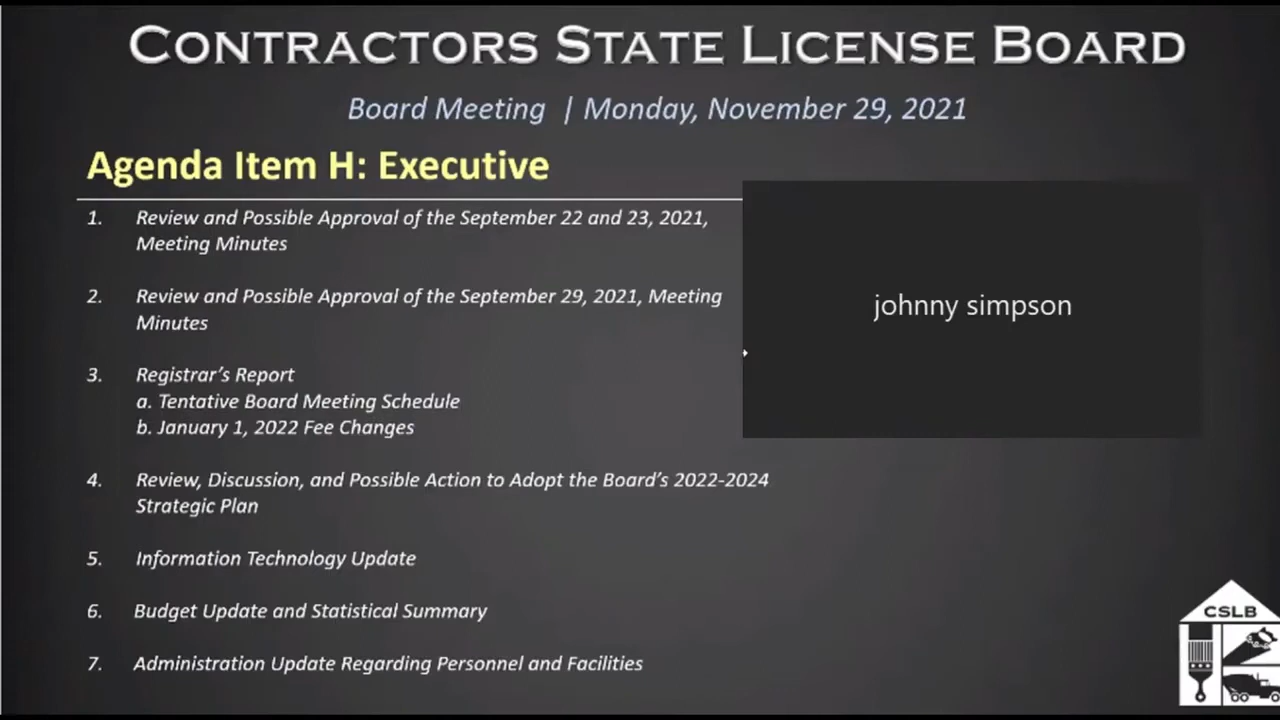 CONTRACTORS STATE LICENSE BOARD
Board Meeting | Monday, November 29, 2021
Agenda Item H: Executive
1. Review and Possible Approval of the September 22 and 23, 2021,
Meeting Minutes
2. Review and Possible Approval of the September 29, 2021, Meeting
Minutes
johnny simpson
3. Registrar's Report
a. Tentative Board Meeting Schedule
b. January 1, 2022 Fee Changes
4. Review, Discussion, and Possible Action to Adopt the Board's 2022-2024
Strategic Plan
5. Information Technology Update
6. Budget Update and Statistical Summary
7. Administration Update Regarding Personnel and Facilities
CSLB